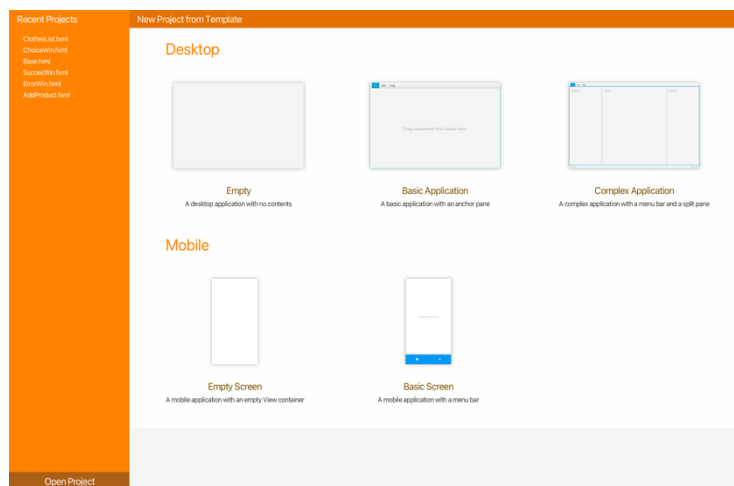 Recent Projects
ClothesList.fxml
ChoiceWin.fxml
Base.fxml
SuccesWin.fxml
ErrorWin.fxml
AddProduct.fxml
Open Project
New Project from Template
Desktop
Empty
A desktop application with no contents
Basic Application
A basic application with an anchor pane
Complex Application
A complex application with a menu bar and a split pane
Mobile
Empty Screen
A mobile application with an empty View container
Basic Screen
A mobile application with a menu bar